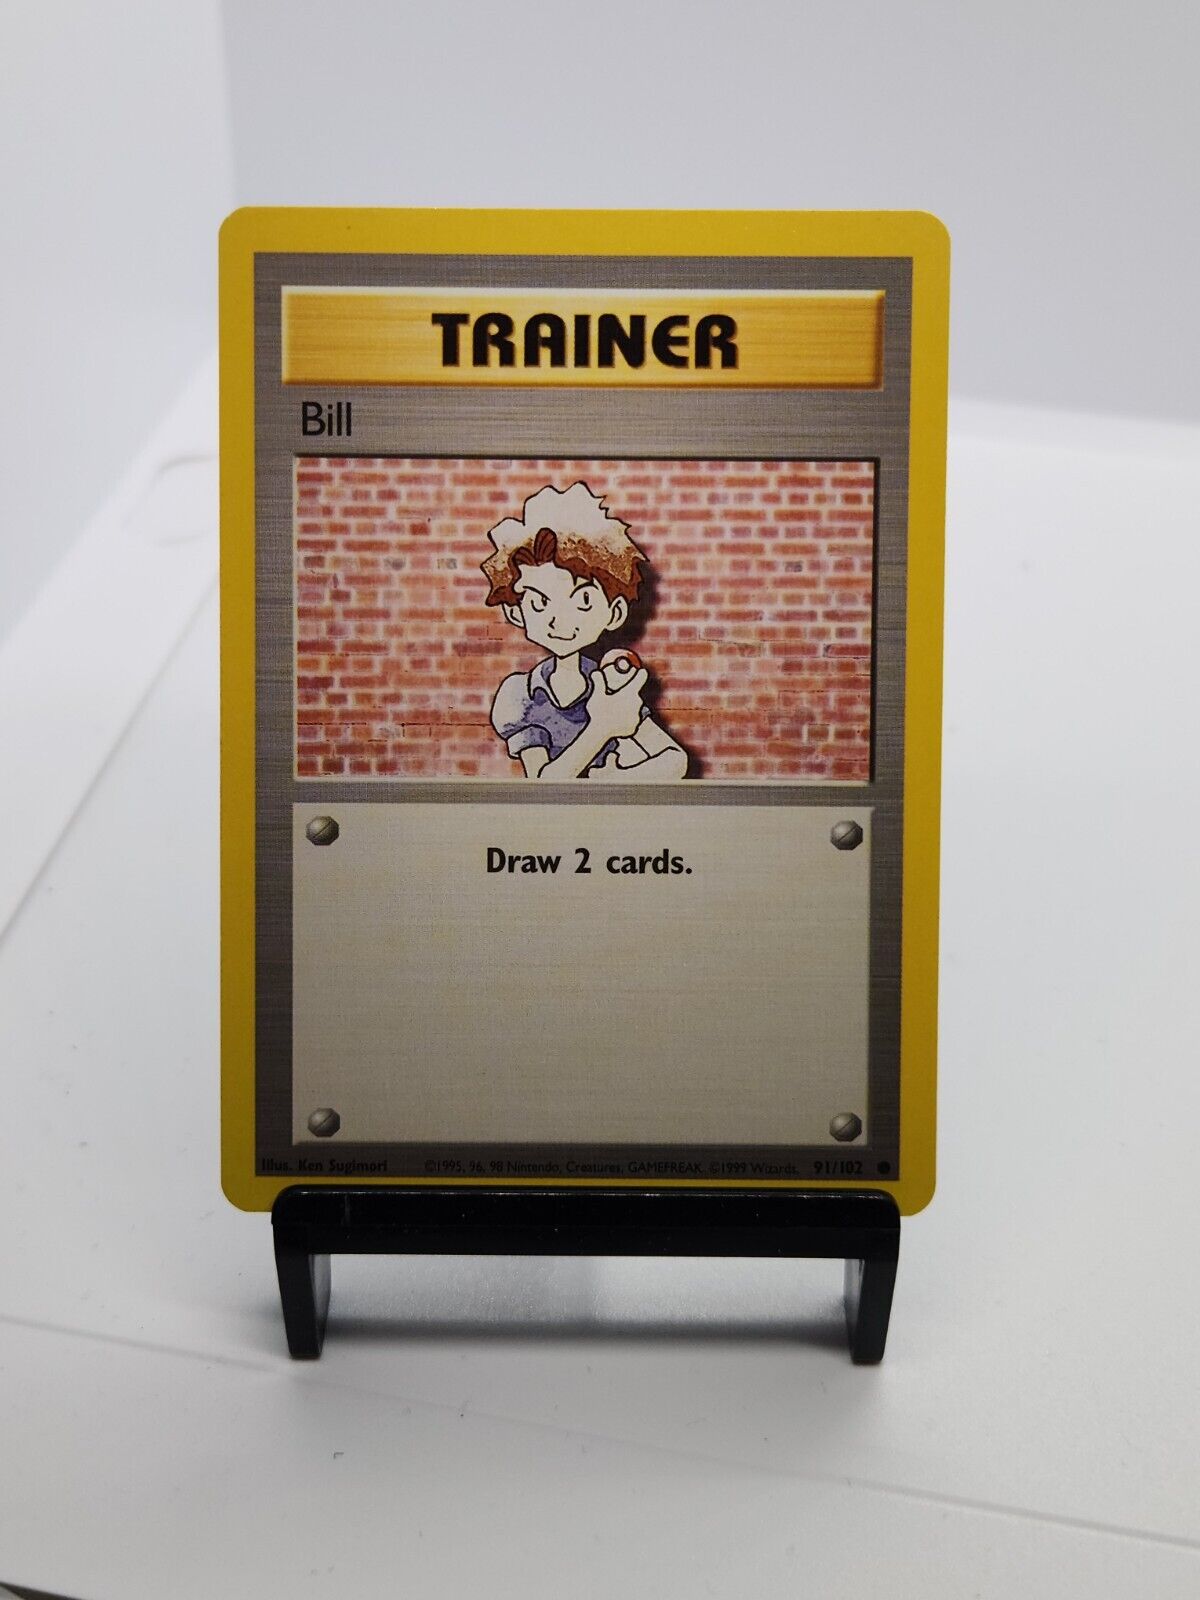 TRAINER
Bill
Draw 2 cards.
Illus. Ken Sugimori ©1995, 96, 98 Nintendo, Creatures, GAMEFREAK. ©1999 Wizards. 91/102